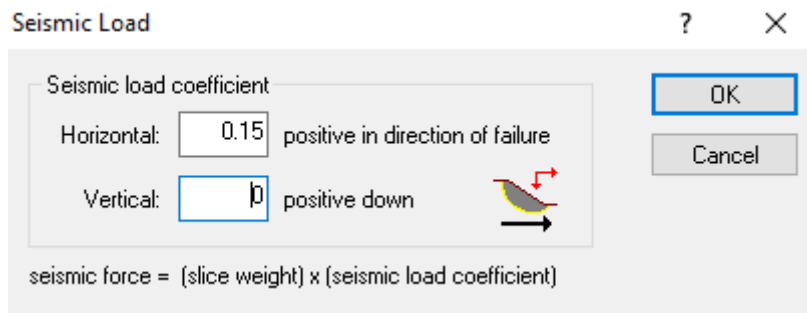 Seismic Load ? ×
Seismic load coefficient
OK
Horizontal: 0.15 positive in direction of failure
Cancel
Vertical: 0 positive down
seismic force = (slice weight) x (seismic load coefficient)